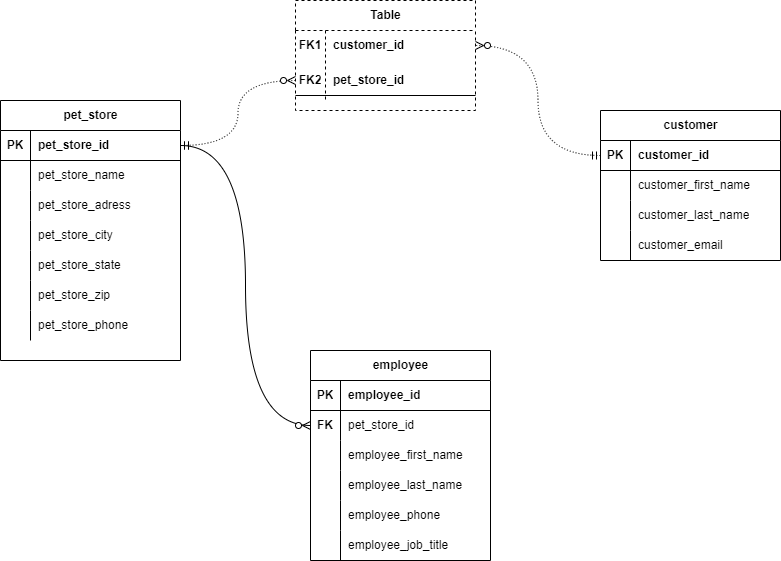 Table
FK1 customer_id
FK2 pet_store_id
pet_store
PK pet_store_id
pet_store_name
pet_store_adress
pet_store_city
pet_store_state
pet_store_zip
pet_store_phone
customer
PK customer_id
customer_first_name
customer_last_name
customer_email
employee
PK employee_id
FK pet_store_id
employee_first_name
employee_last_name
employee_phone
employee_job_title